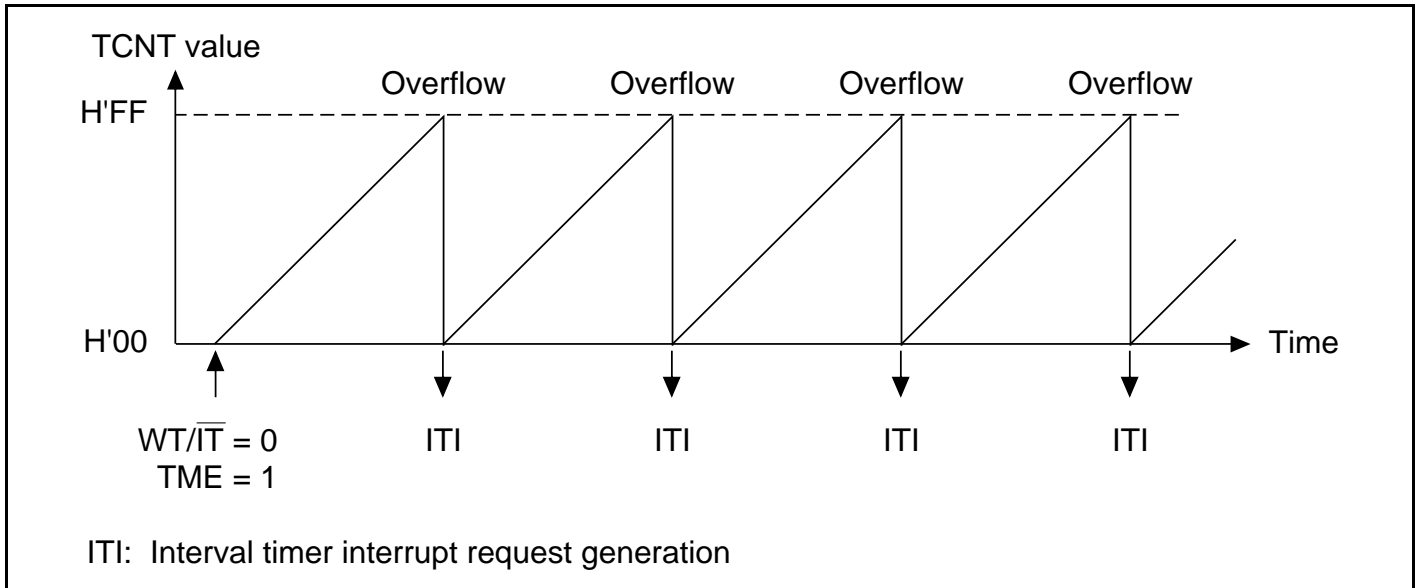 TCNT value
Overflow Overflow Overflow Overflow
H'FF
H'00
Time
WT/I̅T̅ = 0 ITI ITI ITI ITI
TME = 1
ITI: Interval timer interrupt request generation